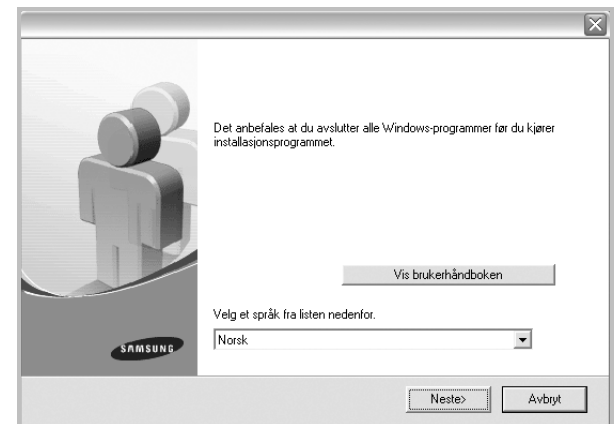 Det anbefales at du avslutter alle Windows-programmer før du kjører
installasjonsprogrammet.
Vis brukerhåndboken
Velg et språk fra listen nedenfor.
Norsk
SAMSUNG
Neste>
Avbryt